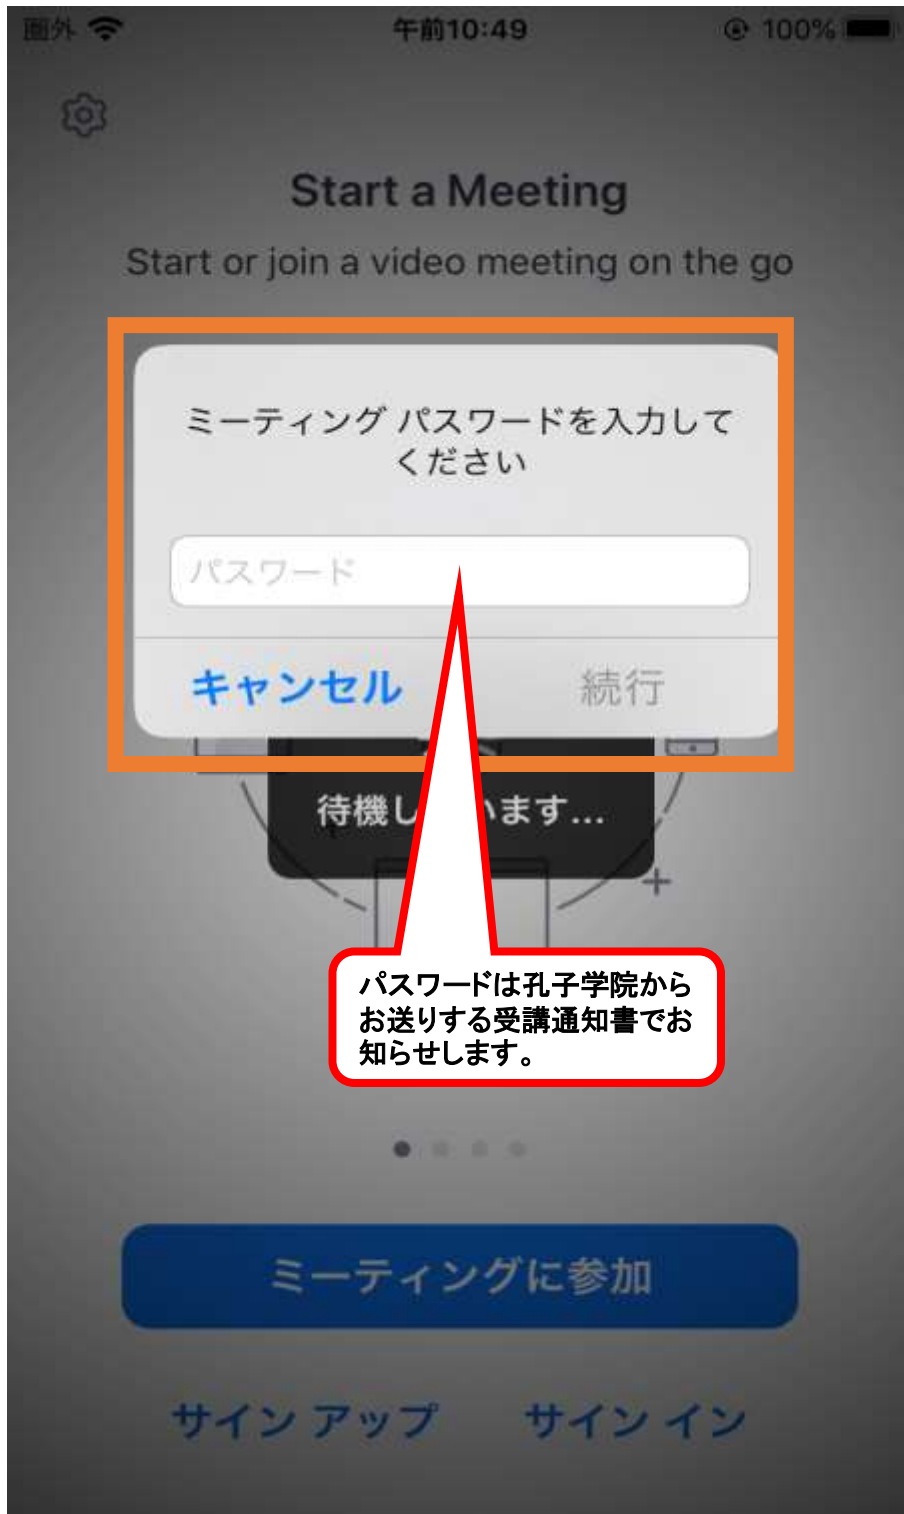 圏外
午前10:49
100%
Start a Meeting
Start or join a video meeting on the go
ミーティング パスワードを入力して
ください
パスワード
キャンセル
続行
待機し います...
パスワードは孔子学院から
お送りする受講通知書でお
知らせします。
ミーティングに参加
サイン アップ
サイン イン